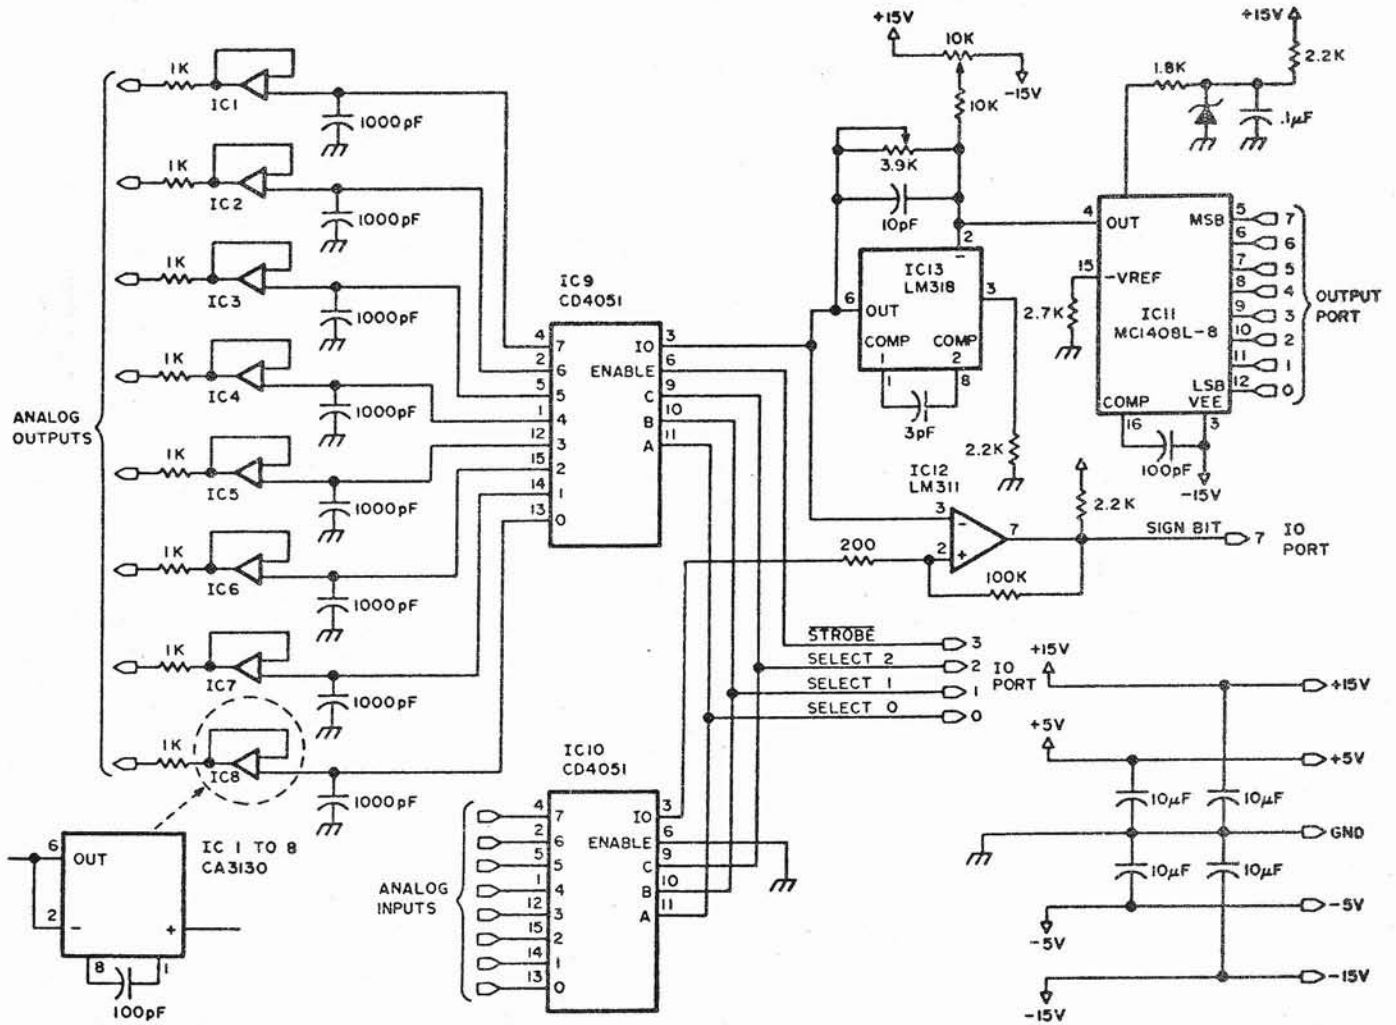 +15V
10K
-15V
10K
+15V
2.2K
1.8K
.1µF
1K
IC1
1000pF
1K
IC2
1000pF
1K
IC3
1000pF
1K
IC4
1000pF
1K
IC5
1000pF
1K
IC6
1000pF
1K
IC7
1000pF
1K
IC8
1000pF
ANALOG
OUTPUTS
IC9
CD4051
4 7
2 6
5 5
1 4
12 3
15 2
14 1
13 0
IO 3
ENABLE 6
C 9
B 10
A 11
3.9K
10pF
2
-
IC13
LM318
6 OUT
3
COMP COMP
1 2
1 8
3pF
2.2K
4 OUT
15 -VREF
2.7K
IC11
MC1408L-8
MSB 5 7
6 6
7 5
8 4
9 3
10 2
11 1
LSB 12 0
OUTPUT
PORT
COMP
VEE
16 3
100pF
-15V
IC12
LM311
3 -
2 +
7
200
100K
2.2K
SIGN BIT 7 IO
PORT
STROBE 3
SELECT 2 2
SELECT 1 1
SELECT 0 0
IO
PORT
IC10
CD4051
ANALOG
INPUTS
4 7
2 6
5 5
1 4
12 3
15 2
14 1
13 0
IO 3
ENABLE 6
C 9
B 10
A 11
IC 1 TO 8
CA3130
6 OUT
2 -
+
8 1
100pF
+15V +15V
+5V +5V
10µF 10µF
GND
10µF 10µF
-5V -5V
-15V -15V